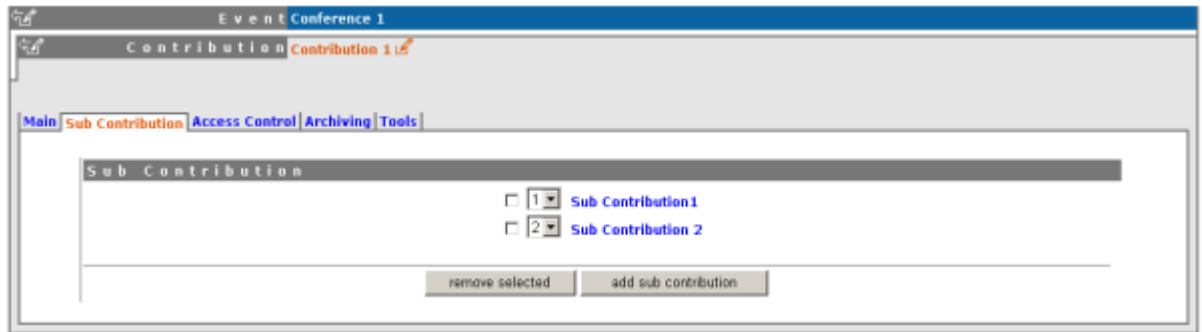 Event Conference 1
Contribution Contribution 1
Main Sub Contribution Access Control Archiving Tools
Sub Contribution
1 Sub Contribution1
2 Sub Contribution 2
remove selected add sub contribution